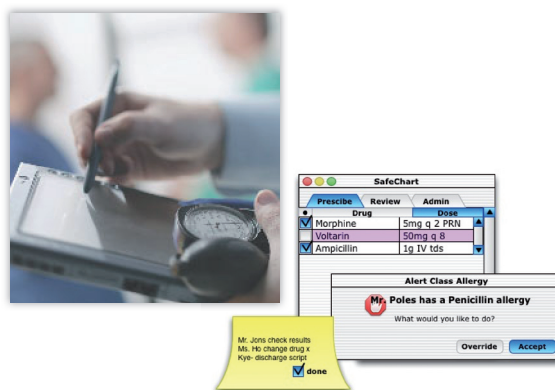 SafeChart
Prescibe Review Admin
Drug Dose
Morphine 5mg q 2 PRN
Voltarin 50mg q 8
Ampicillin 1g IV tds
Alert Class Allergy
Mr. Poles has a Penicillin allergy
What would you like to do?
Override Accept
Mr. Jons check results
Ms. Ho change drug x
Kye- discharge script
done